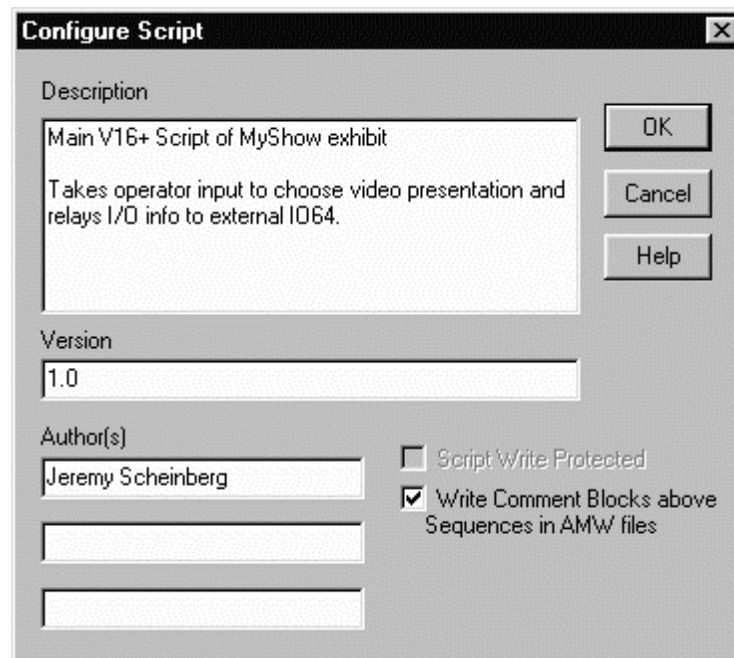 Configure Script
Description
Main V16+ Script of MyShow exhibit
Takes operator input to choose video presentation and
relays I/O info to external IO64.
OK
Cancel
Help
Version
1.0
Author(s)
Jeremy Scheinberg
Script Write Protected
Write Comment Blocks above
Sequences in AMW files